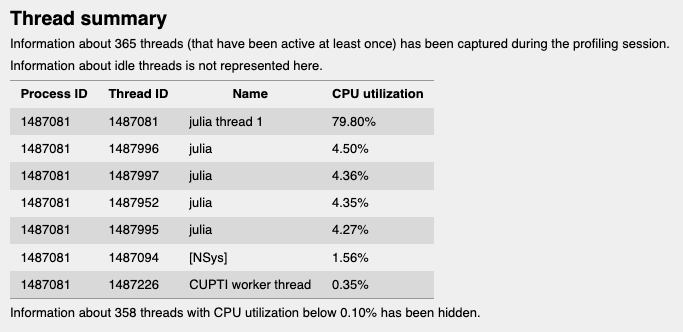 Thread summary
Information about 365 threads (that have been active at least once) has been captured during the profiling session.
Information about idle threads is not represented here.
Process ID Thread ID Name CPU utilization
1487081 1487081 julia thread 1 79.80%
1487081 1487996 julia 4.50%
1487081 1487997 julia 4.36%
1487081 1487952 julia 4.35%
1487081 1487995 julia 4.27%
1487081 1487094 [NSys] 1.56%
1487081 1487226 CUPTI worker thread 0.35%
Information about 358 threads with CPU utilization below 0.10% has been hidden.